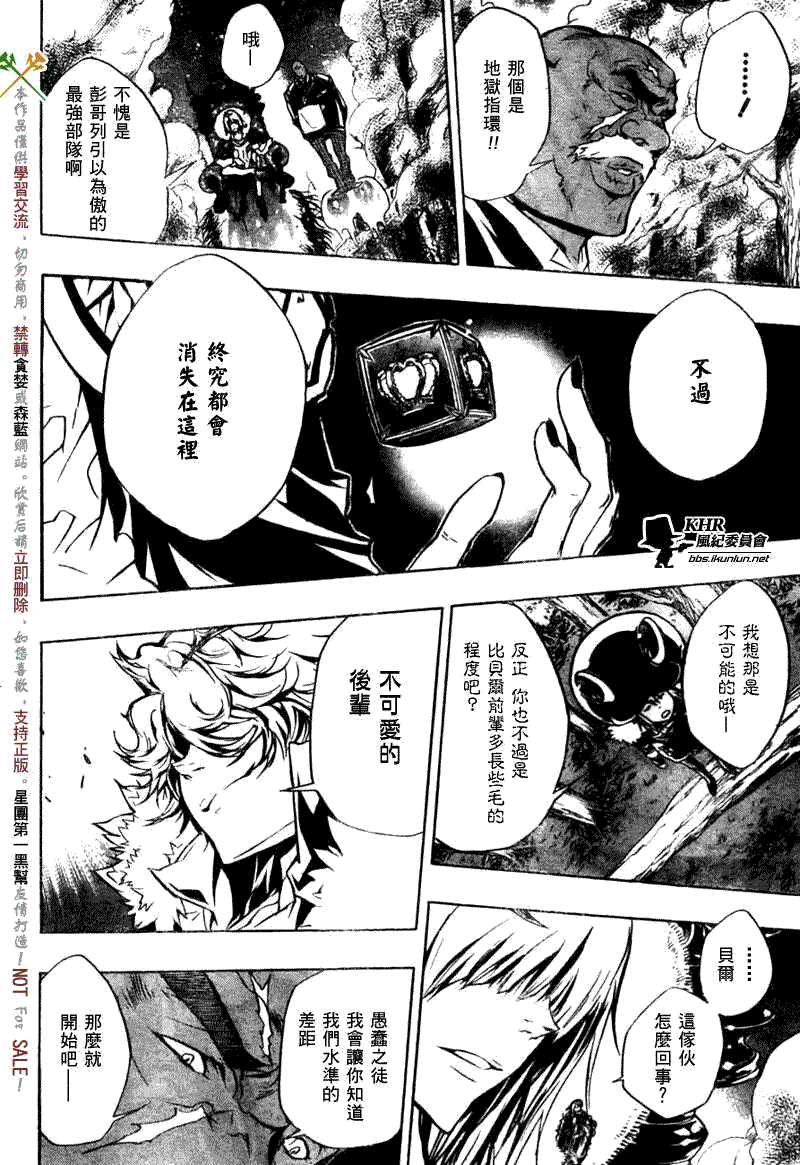 ………
那個是
地獄指環!!
哦—
不愧是
彭哥列引以為傲的
最強部隊啊
不過
終究都會
消失在這裡
KHR
風紀委員會
bbs.ikunlun.net
我想那是
不可能的哦—
反正 你也不過是
比貝爾前輩多長些毛的
程度吧?
不可愛的
後輩
貝爾
………
這傢伙
怎麼回事?
愚蠢之徒
我會讓你知道
我們水準的
差距
那麼就
開始吧—
本作品僅供學習交流，切勿商用，禁轉貪婪或森藍網站。欣賞后請立即刪除，如您喜歡，支持正版。星團第一黑幫友情打造—NOT For SALE—